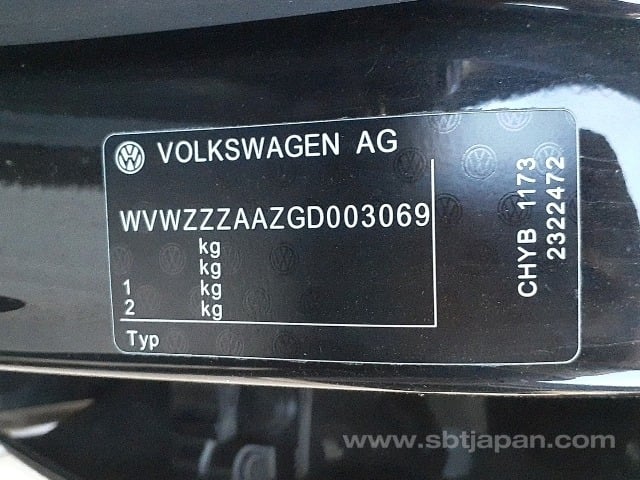 VOLKSWAGEN AG
WVWZZZAAZGD003069
kg
kg
1 kg
2 kg
Typ
CHYB 1173
2322472
www.sbtjapan.com